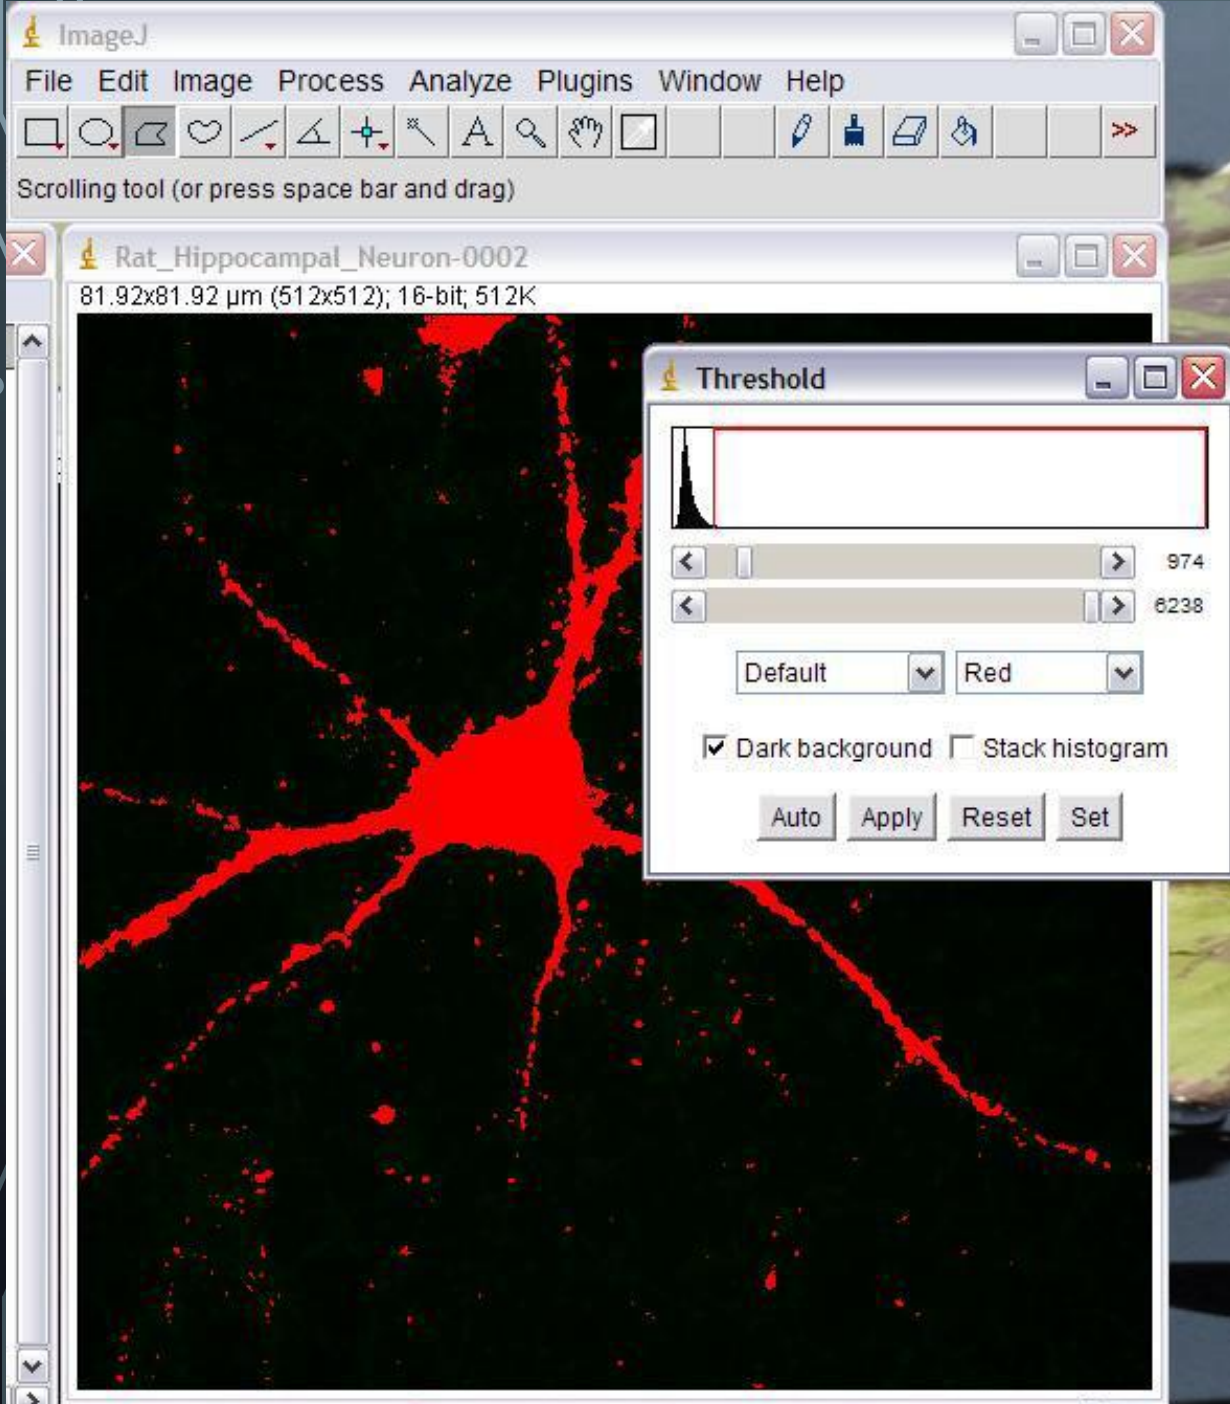 ImageJ
File Edit Image Process Analyze Plugins Window Help
A >>
Scrolling tool (or press space bar and drag)
Rat_Hippocampal_Neuron-0002
81.92x81.92 µm (512x512); 16-bit; 512K
Threshold
974
6238
Default Red
Dark background Stack histogram
Auto Apply Reset Set